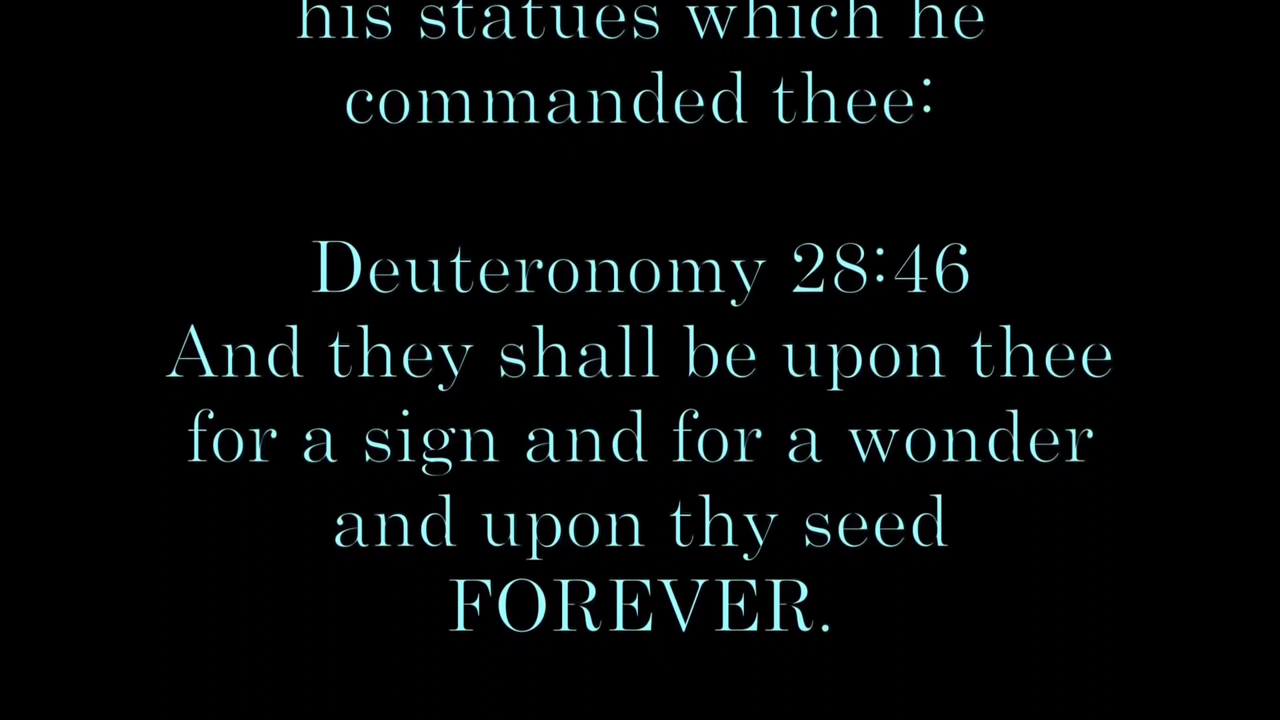 his statues which he
commanded thee:
Deuteronomy 28:46
And they shall be upon thee
for a sign and for a wonder
and upon thy seed
FOREVER.